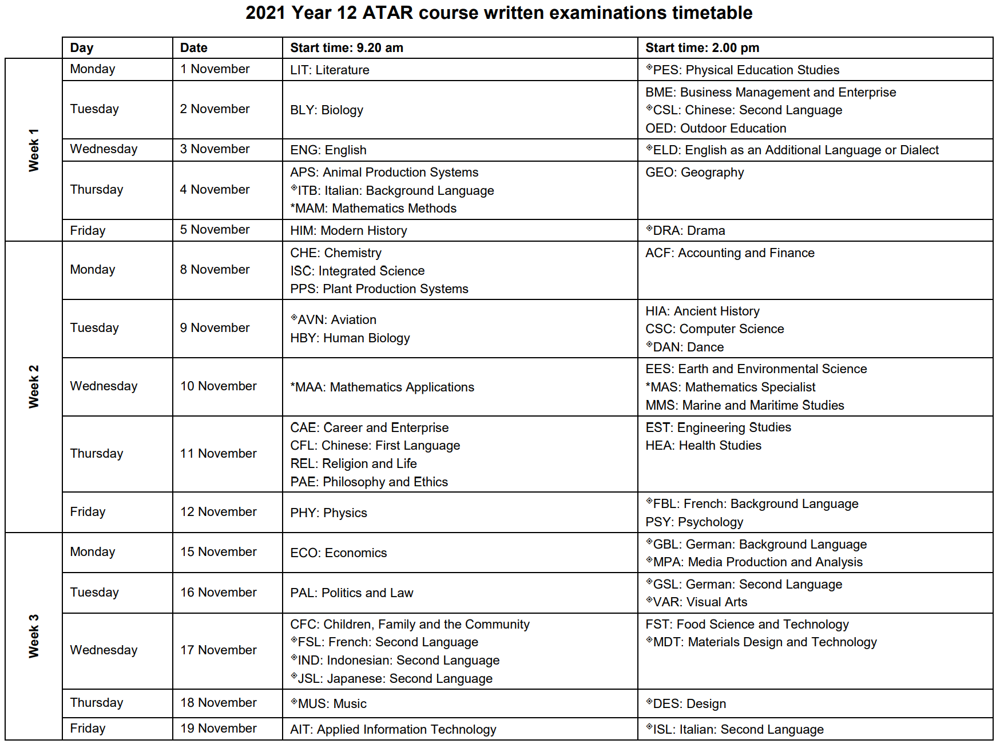 2021 Year 12 ATAR course written examinations timetable
Day Date Start time: 9.20 am Start time: 2.00 pm
Week 1
Monday 1 November LIT: Literature ◈PES: Physical Education Studies
Tuesday 2 November BLY: Biology
BME: Business Management and Enterprise
◈CSL: Chinese: Second Language
OED: Outdoor Education
Wednesday 3 November ENG: English ◈ELD: English as an Additional Language or Dialect
Thursday 4 November
APS: Animal Production Systems
◈ITB: Italian: Background Language
*MAM: Mathematics Methods
GEO: Geography
Friday 5 November HIM: Modern History ◈DRA: Drama
Week 2
Monday 8 November
CHE: Chemistry
ISC: Integrated Science
PPS: Plant Production Systems
ACF: Accounting and Finance
Tuesday 9 November
◈AVN: Aviation
HBY: Human Biology
HIA: Ancient History
CSC: Computer Science
◈DAN: Dance
Wednesday 10 November *MAA: Mathematics Applications
EES: Earth and Environmental Science
*MAS: Mathematics Specialist
MMS: Marine and Maritime Studies
Thursday 11 November
CAE: Career and Enterprise
CFL: Chinese: First Language
REL: Religion and Life
PAE: Philosophy and Ethics
EST: Engineering Studies
HEA: Health Studies
Friday 12 November PHY: Physics
◈FBL: French: Background Language
PSY: Psychology
Week 3
Monday 15 November ECO: Economics
◈GBL: German: Background Language
◈MPA: Media Production and Analysis
Tuesday 16 November PAL: Politics and Law
◈GSL: German: Second Language
◈VAR: Visual Arts
Wednesday 17 November
CFC: Children, Family and the Community
◈FSL: French: Second Language
◈IND: Indonesian: Second Language
◈JSL: Japanese: Second Language
FST: Food Science and Technology
◈MDT: Materials Design and Technology
Thursday 18 November ◈MUS: Music ◈DES: Design
Friday 19 November AIT: Applied Information Technology ◈ISL: Italian: Second Language